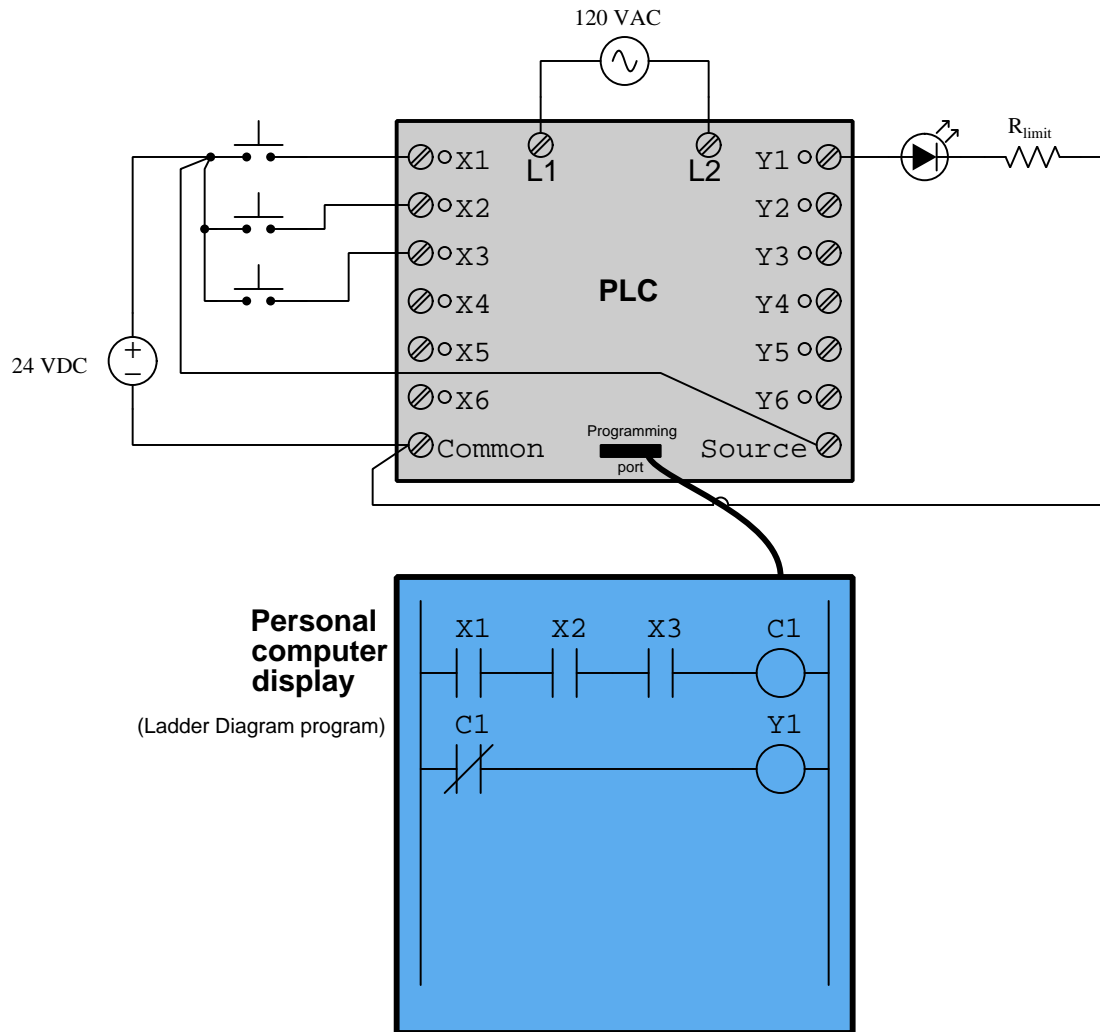 120 VAC
X1
X2
X3
X4
X5
X6
Common
L1
L2
PLC
Programming
port
Y1
Y2
Y3
Y4
Y5
Y6
Source
Rlimit
24 VDC
+
−
Personal
computer
display
(Ladder Diagram program)
X1 X2 X3 C1
C1 Y1